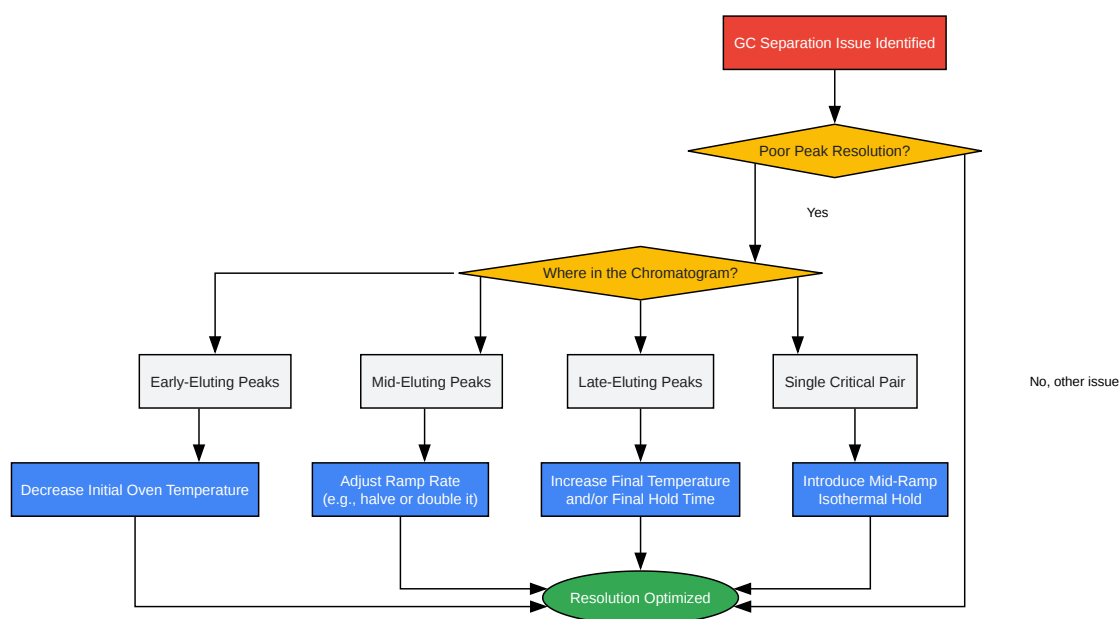 GC Separation Issue Identified
Poor Peak Resolution?
Yes
Where in the Chromatogram?
Early-Eluting Peaks
Mid-Eluting Peaks
Late-Eluting Peaks
Single Critical Pair
No, other issue
Decrease Initial Oven Temperature
Adjust Ramp Rate
(e.g., halve or double it)
Increase Final Temperature
and/or Final Hold Time
Introduce Mid-Ramp
Isothermal Hold
Resolution Optimized